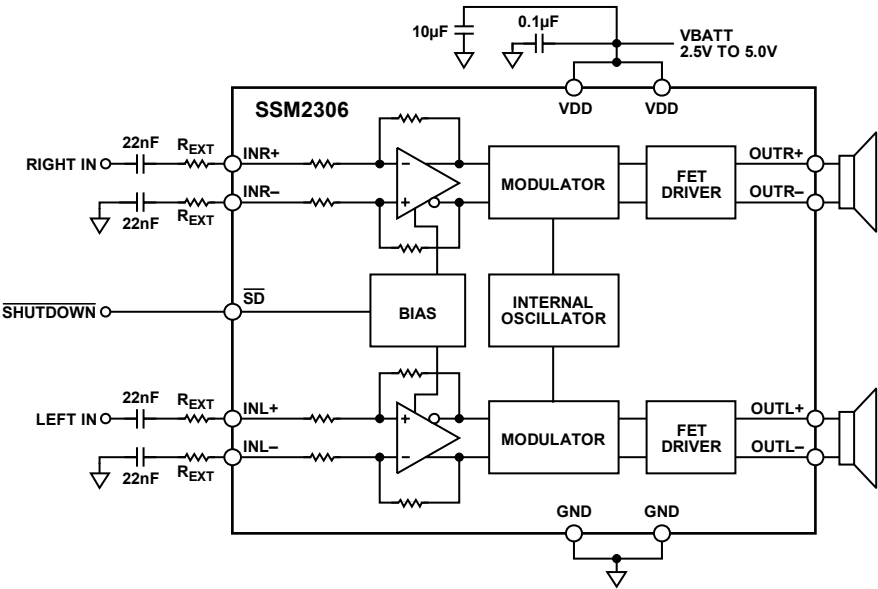 10µF
0.1µF
VBATT
2.5V TO 5.0V
VDD
VDD
SSM2306
22nF
REXT
RIGHT IN
INR+
22nF
REXT
INR–
+
–
MODULATOR
FET
DRIVER
OUTR+
OUTR–
SHUTDOWN
SD
BIAS
INTERNAL
OSCILLATOR
22nF
REXT
LEFT IN
INL+
22nF
REXT
INL–
+
–
MODULATOR
FET
DRIVER
OUTL+
OUTL–
GND
GND